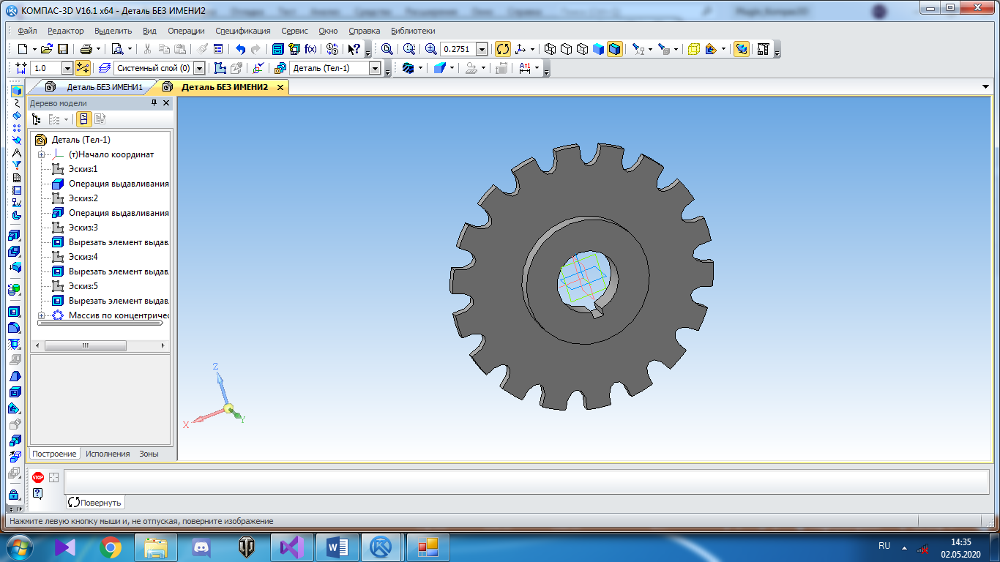 КОМПАС-3D V16.1 x64 - Деталь БЕЗ ИМЕНИ2
Файл Редактор Выделить Вид Операции Спецификация Сервис Окно Справка Библиотеки
f(x) 0.2751
1.0 Системный слой (0) Деталь (Тел-1)
Деталь БЕЗ ИМЕНИ1 Деталь БЕЗ ИМЕНИ2
Дерево модели
Деталь (Тел-1)
(т)Начало координат
Эскиз:1
Операция выдавливания
Эскиз:2
Операция выдавливания
Эскиз:3
Вырезать элемент выдав
Эскиз:4
Вырезать элемент выдав
Эскиз:5
Вырезать элемент выдав
Массив по концентричес
Z
X
Y
Построение Исполнения Зоны
STOP
Повернуть
Нажмите левую кнопку мыши и, не отпуская, поверните изображение
RU
14:35
02.05.2020